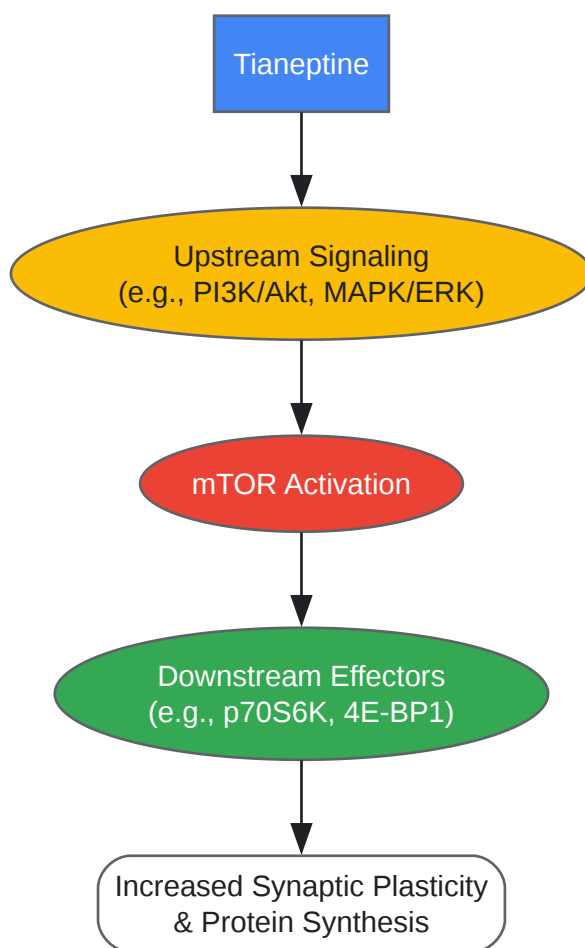 Tianeptine
Upstream Signaling
(e.g., PI3K/Akt, MAPK/ERK)
mTOR Activation
Downstream Effectors
(e.g., p70S6K, 4E-BP1)
Increased Synaptic Plasticity
& Protein Synthesis